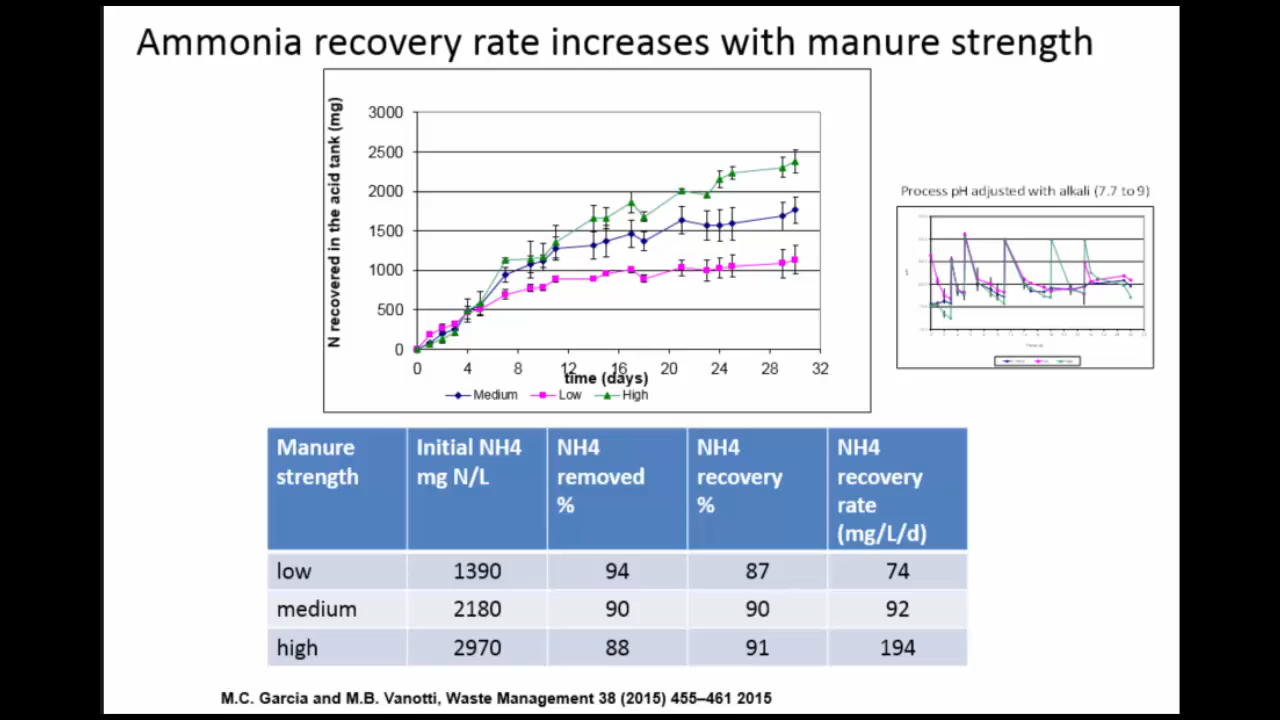 Ammonia recovery rate increases with manure strength
N recovered in the acid tank (mg)
3000
2500
2000
1500
1000
500
0
0 4 8 12 16 20 24 28 32
time (days)
Medium Low High
Process pH adjusted with alkali (7.7 to 9)
Manure strength
Initial NH4 mg N/L
NH4 removed %
NH4 recovery %
NH4 recovery rate (mg/L/d)
low 1390 94 87 74
medium 2180 90 90 92
high 2970 88 91 194
M.C. Garcia and M.B. Vanotti, Waste Management 38 (2015) 455–461 2015